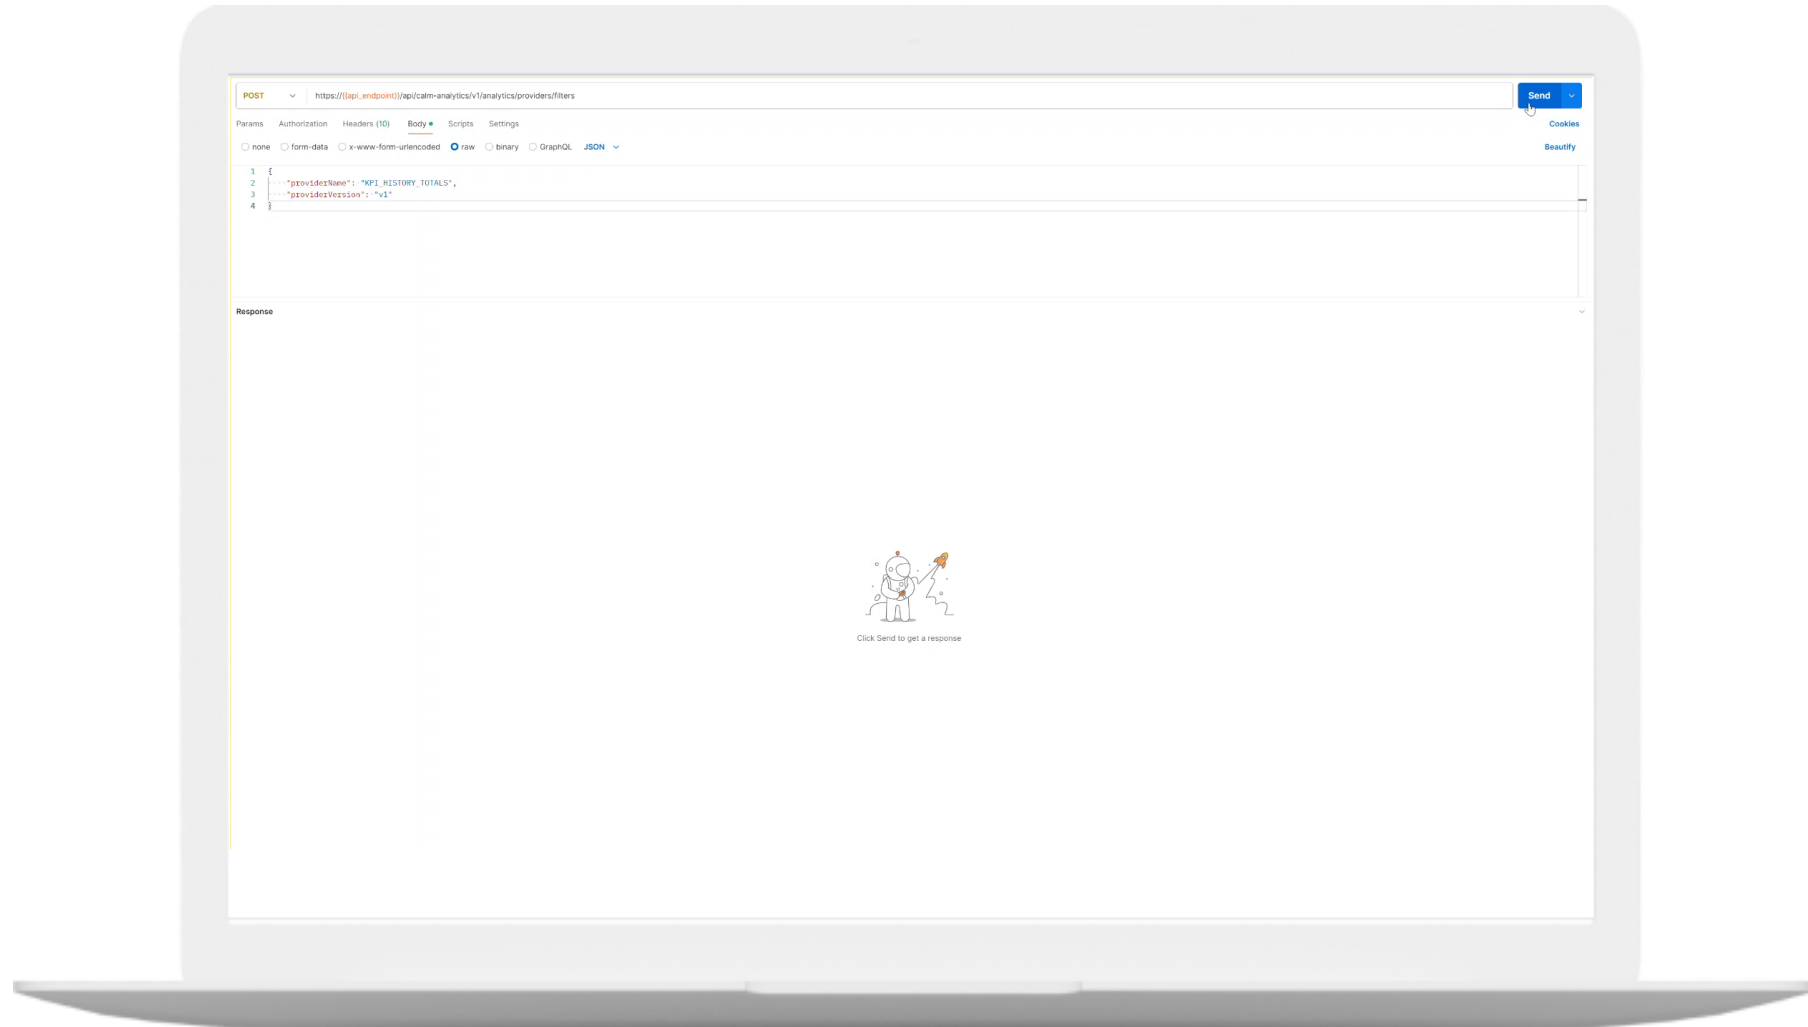 POST https://{{api_endpoint}}/api/calm-analytics/v1/analytics/providers/filters Send
Params Authorization Headers (10) Body Scripts Settings Cookies
none form-data x-www-form-urlencoded raw binary GraphQL JSON Beautify
1 {
2 "providerName": "KPI_HISTORY_TOTALS",
3 "providerVersion": "v1"
4 }
Response
Click Send to get a response